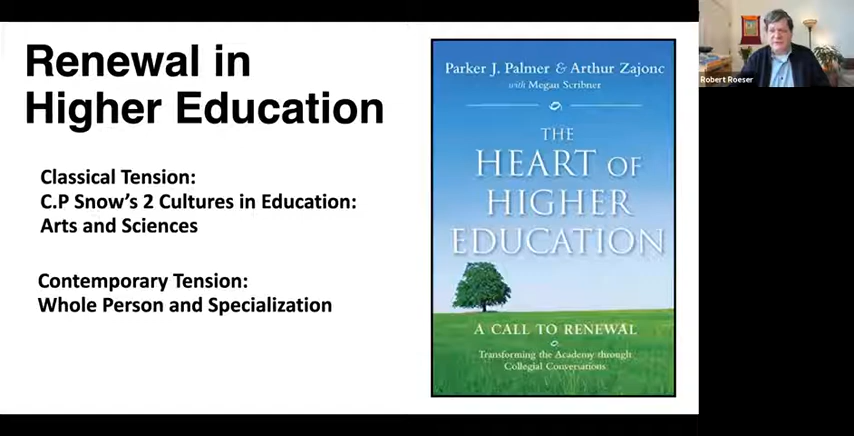 Renewal in
Higher Education
Classical Tension:
C.P Snow's 2 Cultures in Education:
Arts and Sciences
Contemporary Tension:
Whole Person and Specialization
Parker J. Palmer & Arthur Zajonc
with Megan Scribner
THE
HEART OF
HIGHER
EDUCATION
A CALL TO RENEWAL
Transforming the Academy through
Collegial Conversations
Robert Roeser